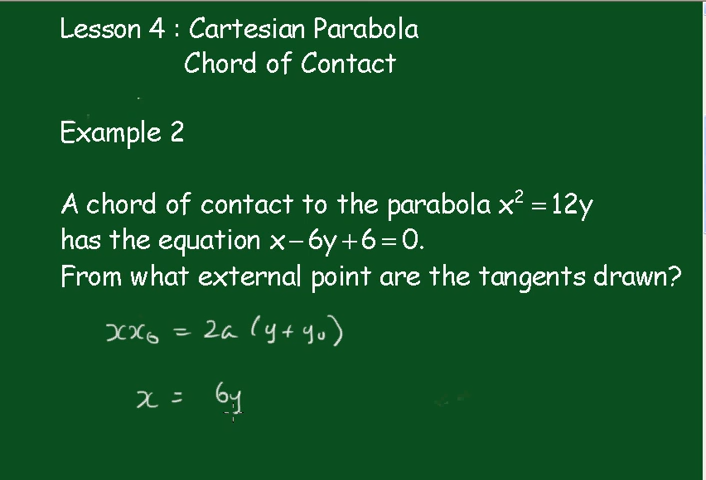 Lesson 4 : Cartesian Parabola
Chord of Contact
Example 2
A chord of contact to the parabola x² = 12y
has the equation x – 6y + 6 = 0.
From what external point are the tangents drawn?
xx₀ = 2a (y + y₀)
x = 6y